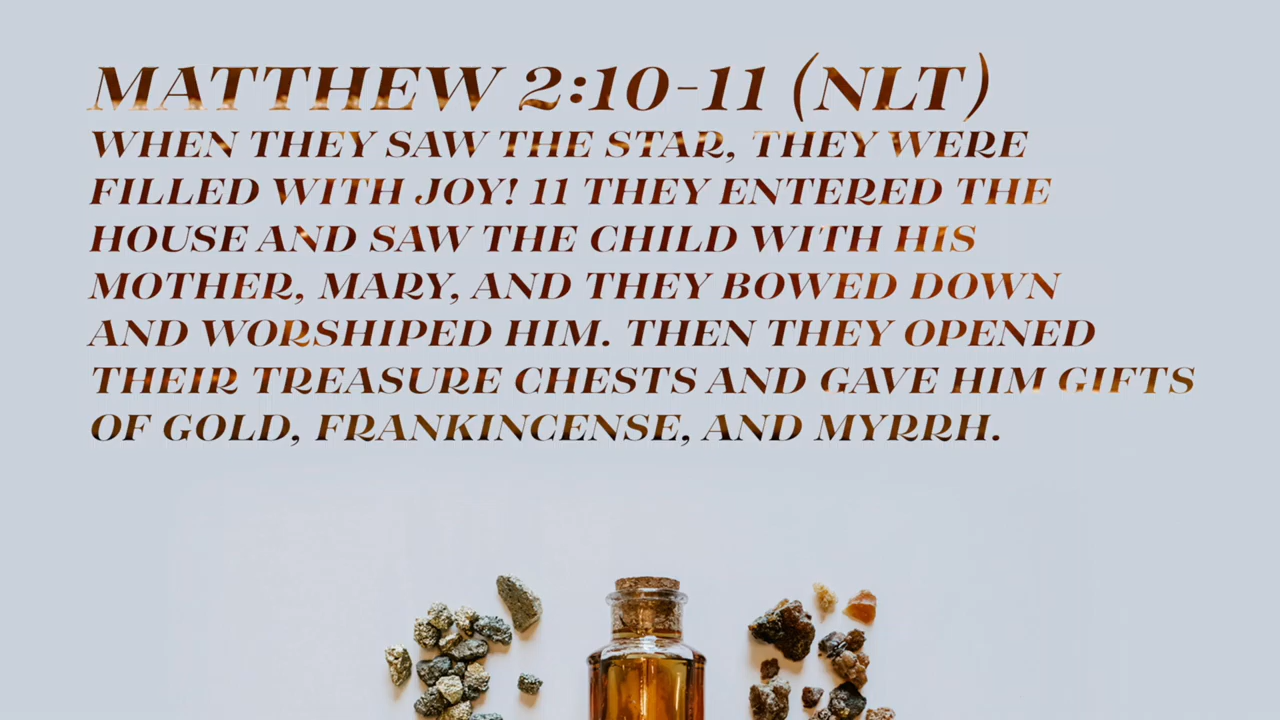 MATTHEW 2:10-11 (NLT)
WHEN THEY SAW THE STAR, THEY WERE
FILLED WITH JOY! 11 THEY ENTERED THE
HOUSE AND SAW THE CHILD WITH HIS
MOTHER, MARY, AND THEY BOWED DOWN
AND WORSHIPED HIM. THEN THEY OPENED
THEIR TREASURE CHESTS AND GAVE HIM GIFTS
OF GOLD, FRANKINCENSE, AND MYRRH.